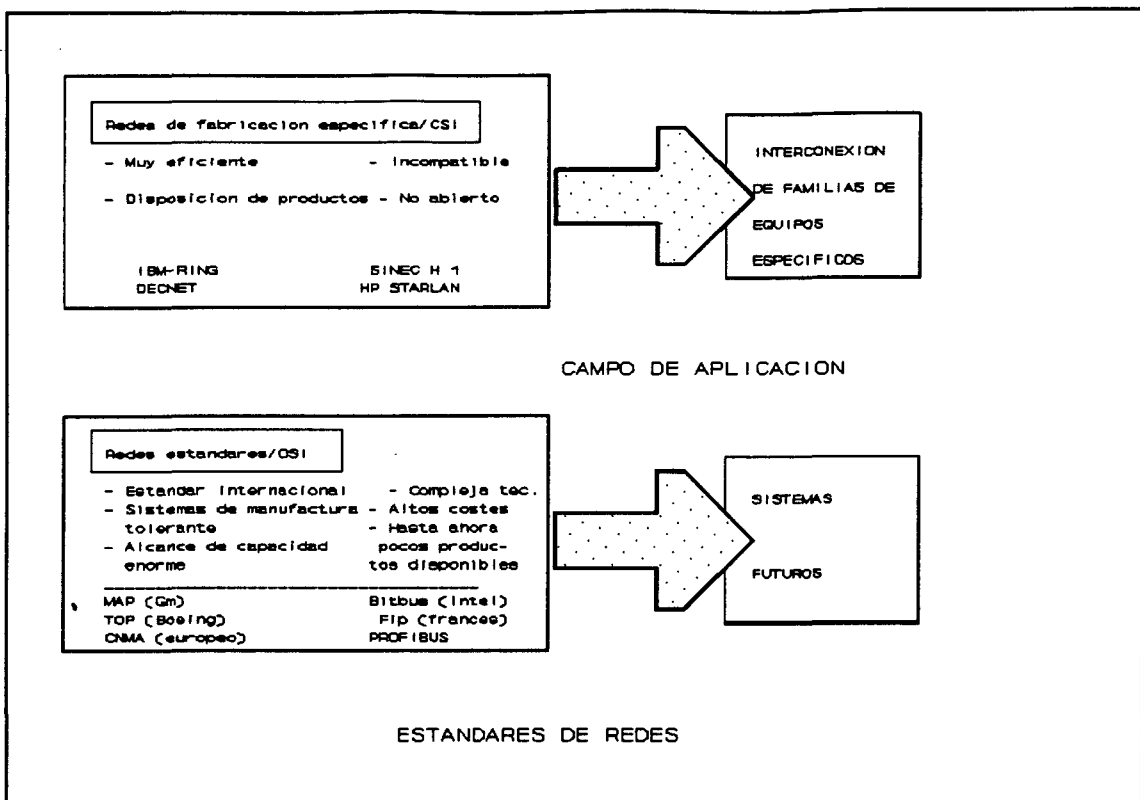 Redes de fabricacion especifica/CSI
- Muy eficiente - Incompatible
- Disposicion de productos - No abierto
IBM-RING SINEC H 1
DECNET HP STARLAN
INTERCONEXION
DE FAMILIAS DE
EQUIPOS
ESPECIFICOS
CAMPO DE APLICACION
Redes estandares/OSI
- Estandar internacional - Compleja tec.
- Sistemas de manufactura - Altos costes
tolerante - Hasta ahora
- Alcance de capacidad pocos produc-
enorme tos disponibles
MAP (Gm) Bitbus (Intel)
TOP (Boeing) Fip (frances)
CNMA (europeo) PROFIBUS
SISTEMAS
FUTUROS
ESTANDARES DE REDES